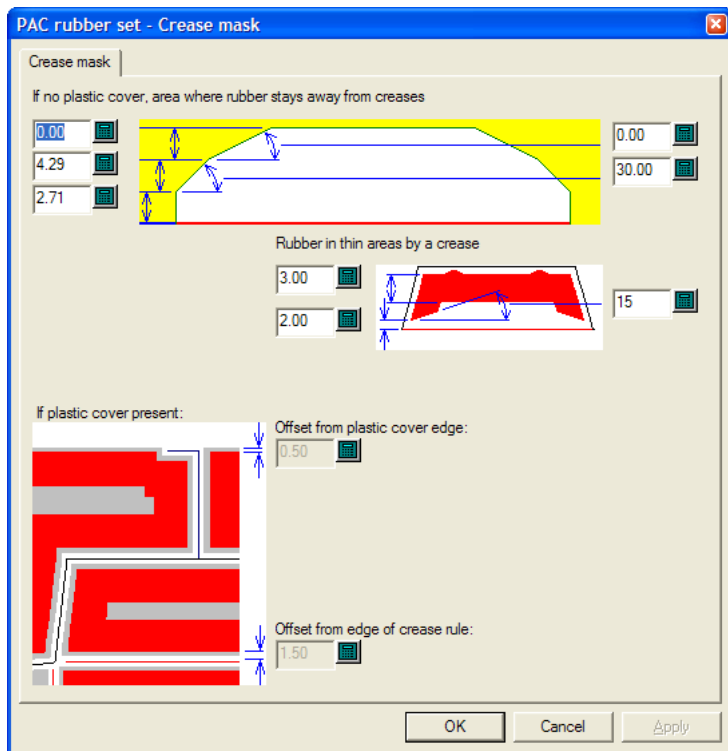 PAC rubber set - Crease mask
Crease mask
If no plastic cover, area where rubber stays away from creases
0.00
0.00
4.29
30.00
2.71
Rubber in thin areas by a crease
3.00
15
2.00
If plastic cover present:
Offset from plastic cover edge:
0.50
Offset from edge of crease rule:
1.50
OK
Cancel
Apply